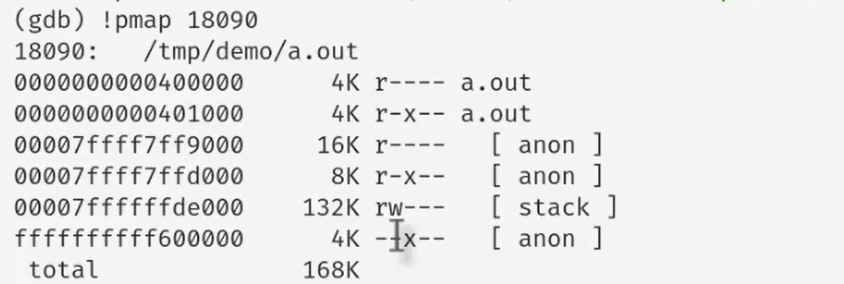 (gdb) !pmap 18090
18090:   /tmp/demo/a.out
0000000000400000      4K r---- a.out
0000000000401000      4K r-x-- a.out
00007ffff7ff9000     16K r----   [ anon ]
00007ffff7ffd000      8K r-x--   [ anon ]
00007ffffffde000    132K rw---   [ stack ]
ffffffffff600000      4K --x--   [ anon ]
 total              168K